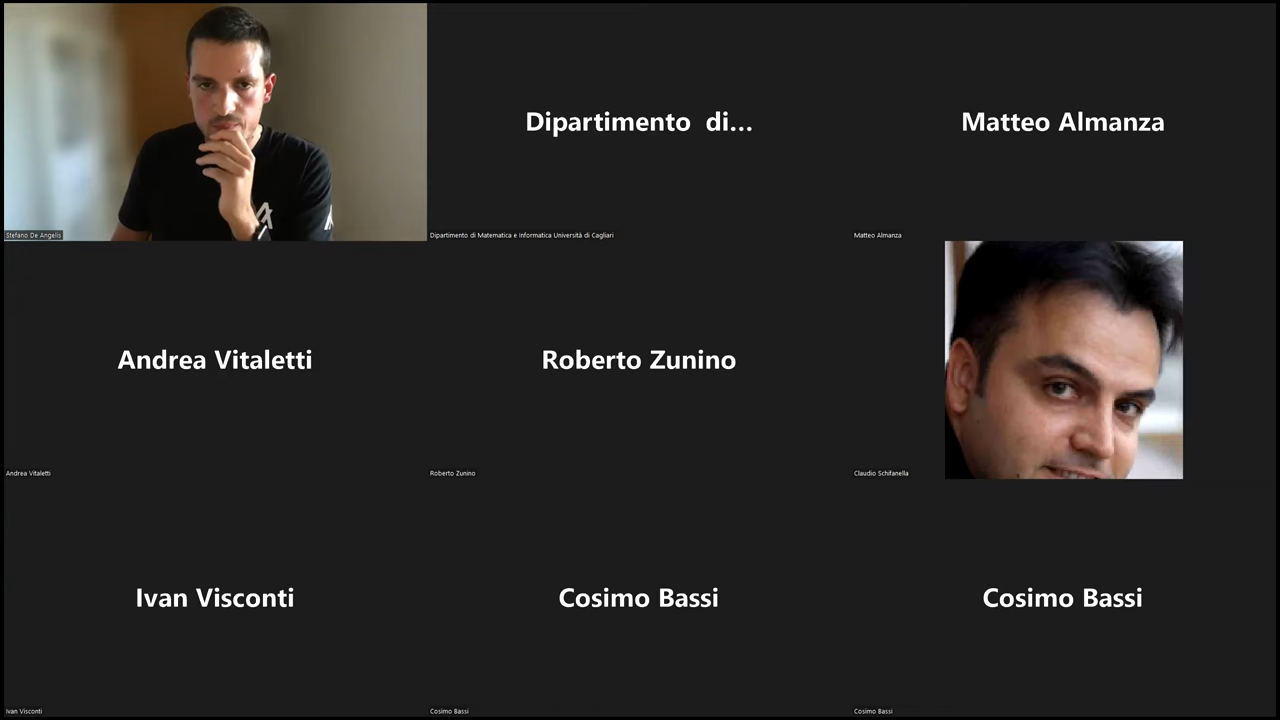 Stefano De Angelis
Dipartimento di...
Dipartimento di Matematica e Informatica Università di Cagliari
Matteo Almanza
Matteo Almanza
Andrea Vitaletti
Andrea Vitaletti
Roberto Zunino
Roberto Zunino
Claudio Schifanella
Ivan Visconti
Ivan Visconti
Cosimo Bassi
Cosimo Bassi
Cosimo Bassi
Cosimo Bassi